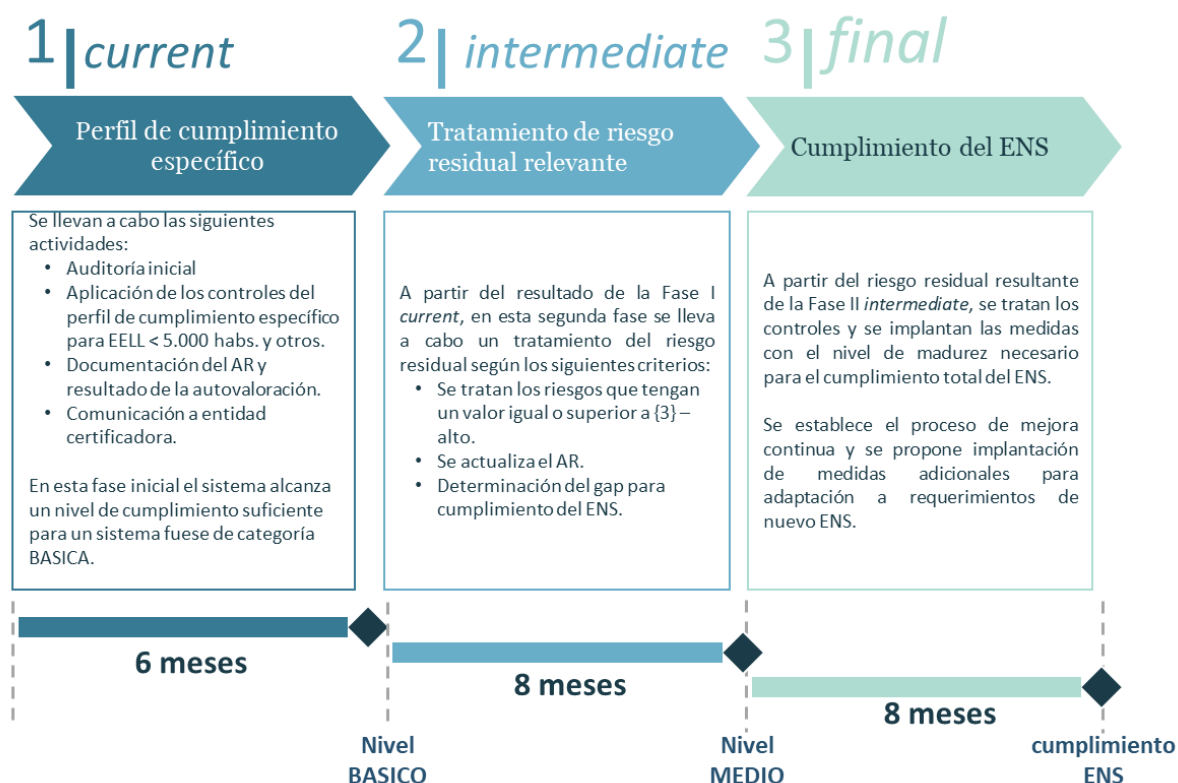 1 current
2 intermediate
3 final
Perfil de cumplimiento
específico
Tratamiento de riesgo
residual relevante
Cumplimiento del ENS
Se llevan a cabo las siguientes
actividades:
• Auditoría inicial
• Aplicación de los controles del
perfil de cumplimiento específico
para EELL < 5.000 habs. y otros.
• Documentación del AR y
resultado de la autovaloración.
• Comunicación a entidad
certificadora.
En esta fase inicial el sistema alcanza
un nivel de cumplimiento suficiente
para un sistema fuese de categoría
BASICA.
A partir del resultado de la Fase I
current, en esta segunda fase se lleva
a cabo un tratamiento del riesgo
residual según los siguientes criterios:
• Se tratan los riesgos que tengan
un valor igual o superior a {3} –
alto.
• Se actualiza el AR.
• Determinación del gap para
cumplimiento del ENS.
A partir del riesgo residual resultante
de la Fase II intermediate, se tratan los
controles y se implantan las medidas
con el nivel de madurez necesario
para el cumplimiento total del ENS.
Se establece el proceso de mejora
continua y se propone implantación
de medidas adicionales para
adaptación a requerimientos de
nuevo ENS.
6 meses
8 meses
8 meses
Nivel
BASICO
Nivel
MEDIO
cumplimiento
ENS